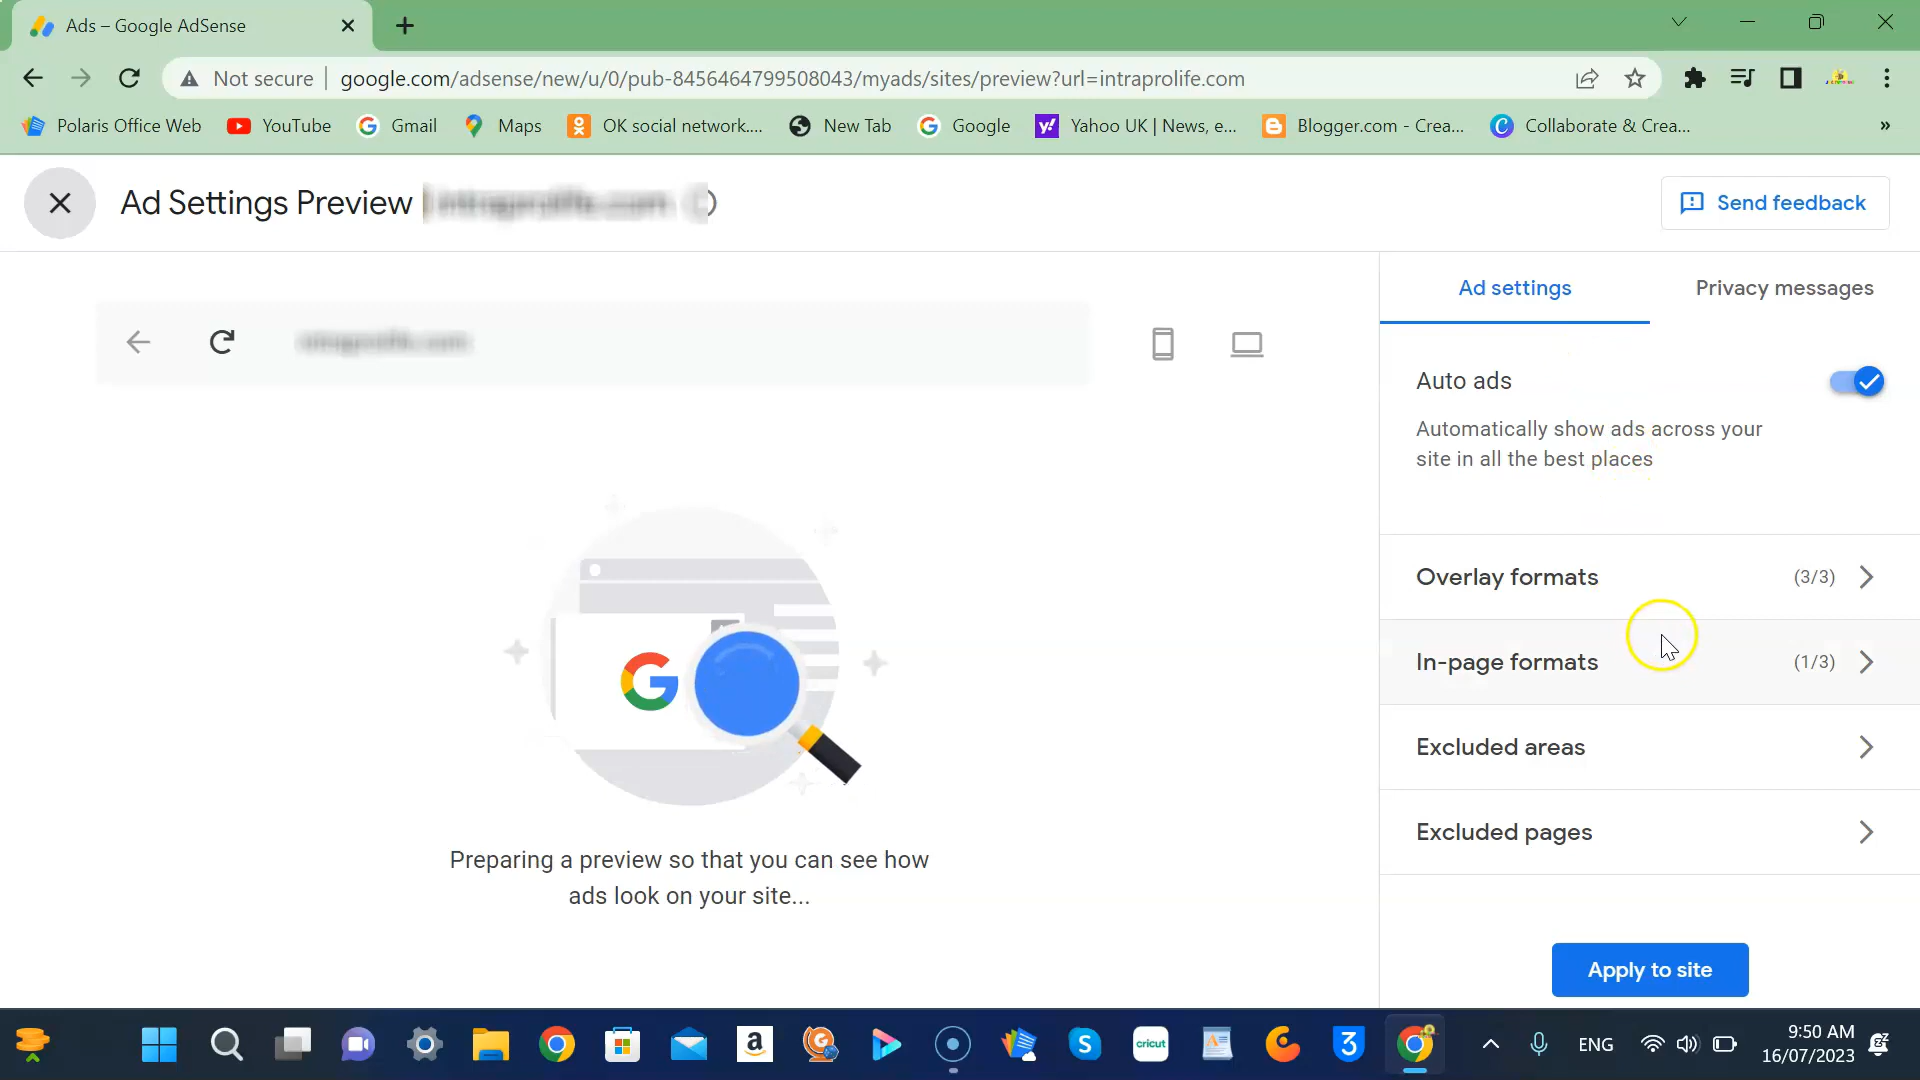 Ads – Google AdSense
Not secure google.com/adsense/new/u/0/pub-8456464799508043/myads/sites/preview?url=intraprolife.com
Polaris Office Web YouTube Gmail Maps OK social network.... New Tab Google Yahoo UK | News, e... Blogger.com - Crea... Collaborate & Crea... »
Ad Settings Preview
Send feedback
Ad settings Privacy messages
Auto ads
Automatically show ads across your
site in all the best places
Overlay formats (3/3)
In-page formats (1/3)
Excluded areas
Excluded pages
Preparing a preview so that you can see how
ads look on your site...
Apply to site
cricut
3
ENG
9:50 AM
16/07/2023